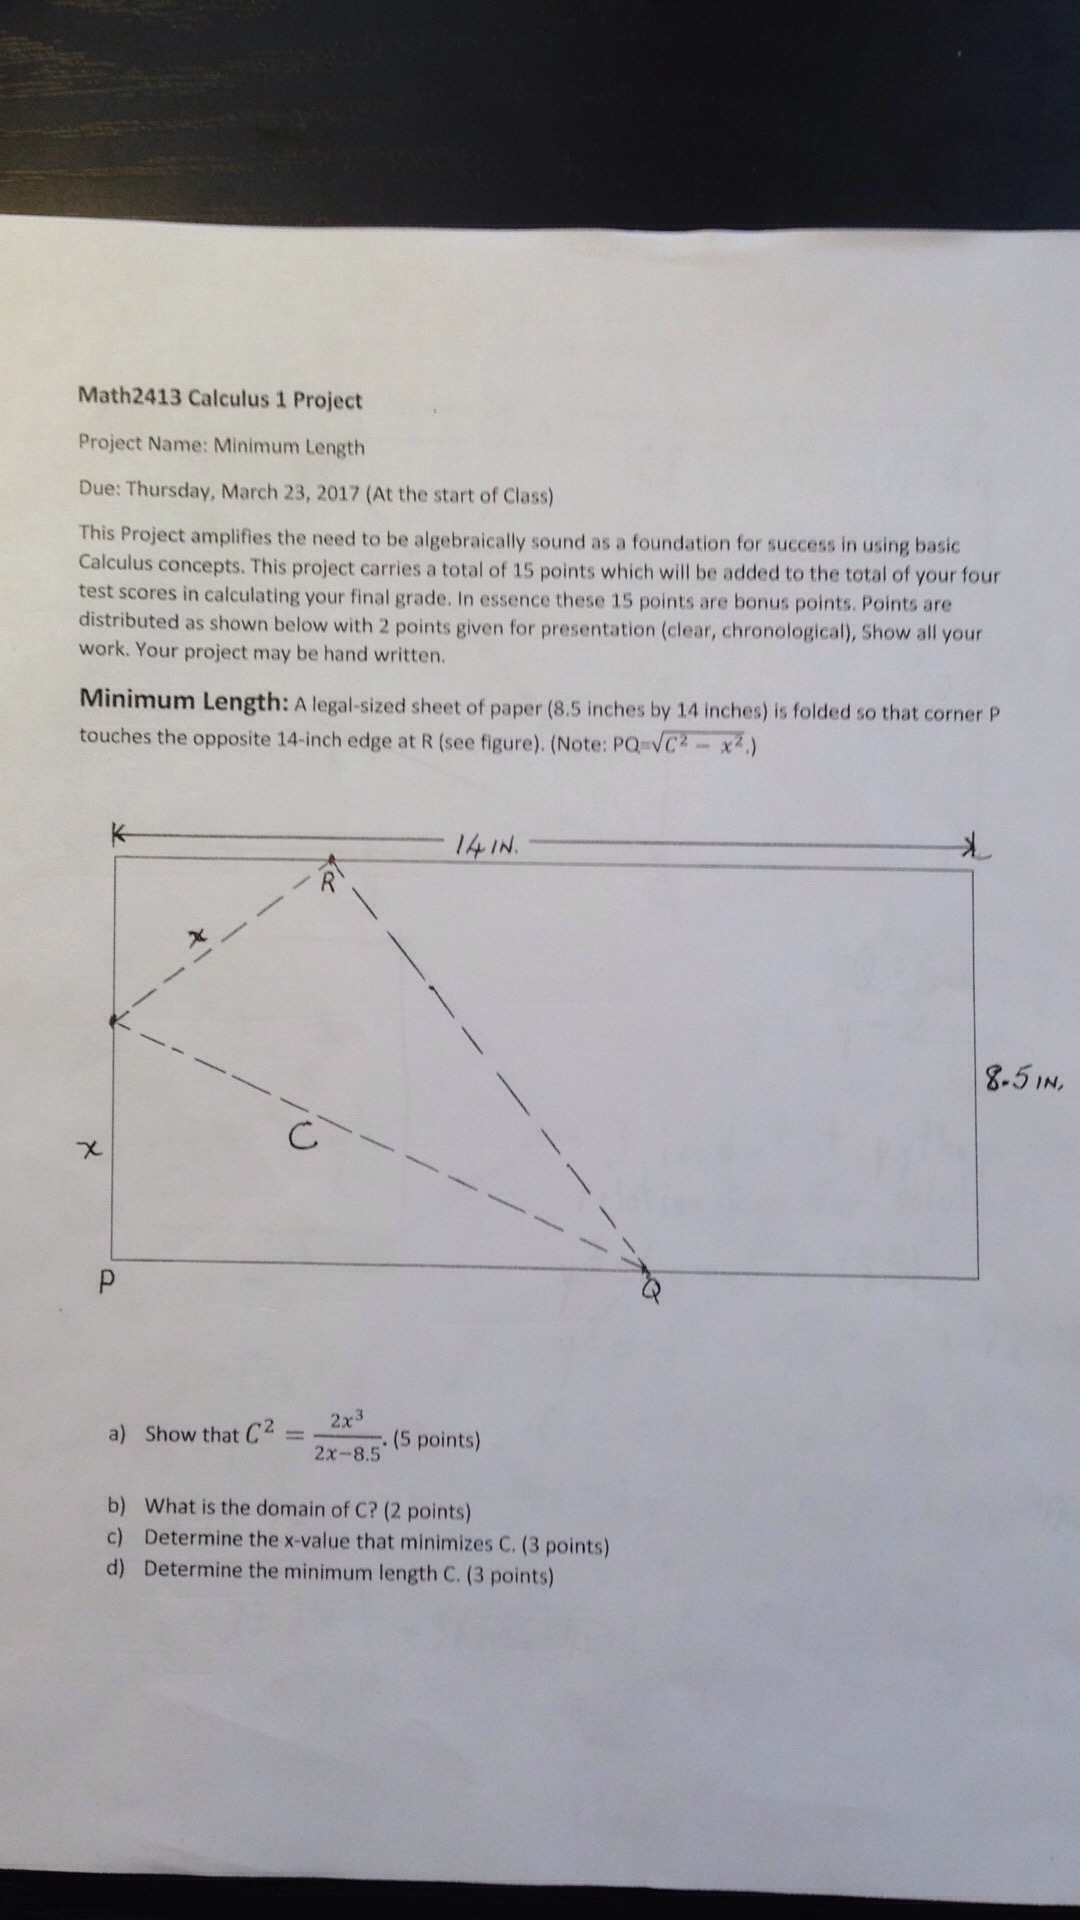 Math2413 Calculus 1 Project
Project Name: Minimum Length
Due: Thursday, March 23, 2017 (At the start of Class)
This Project amplifies the need to be algebraically sound as a foundation for success in using basic
Calculus concepts. This project carries a total of 15 points which will be added to the total of your four
test scores in calculating your final grade. In essence these 15 points are bonus points. Points are
distributed as shown below with 2 points given for presentation (clear, chronological), Show all your
work. Your project may be hand written.
Minimum Length: A legal-sized sheet of paper (8.5 inches by 14 inches) is folded so that corner P
touches the opposite 14-inch edge at R (see figure). (Note: PQ=√C² − x².)
14 IN.
R
x
8.5 IN.
C
x
P
Q
a) Show that C² = 2x³/2x−8.5. (5 points)
b) What is the domain of C? (2 points)
c) Determine the x-value that minimizes C. (3 points)
d) Determine the minimum length C. (3 points)